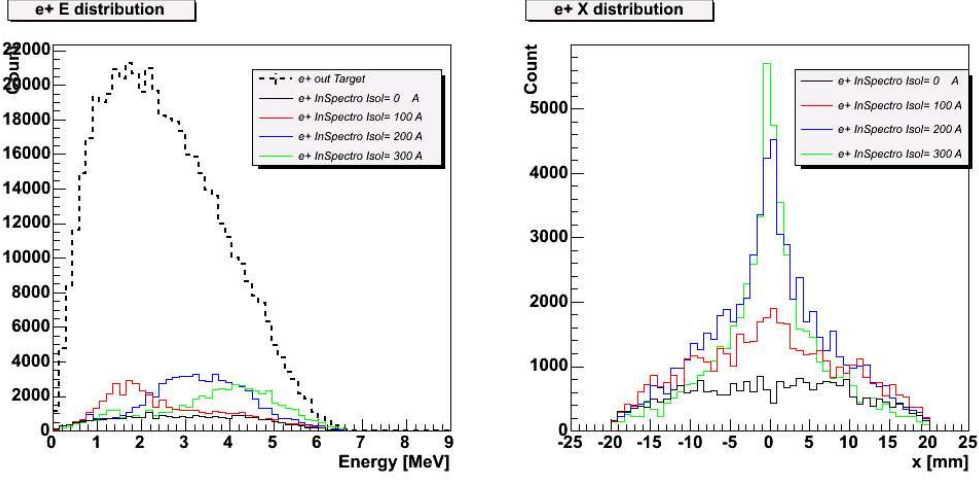 e+ E distribution
Count
22000
20000
18000
16000
14000
12000
10000
8000
6000
4000
2000
0
e+ out Target
e+ InSpectro Isol= 0 A
e+ InSpectro Isol= 100 A
e+ InSpectro Isol= 200 A
e+ InSpectro Isol= 300 A
0 1 2 3 4 5 6 7 8 9
Energy [MeV]
e+ X distribution
Count
5000
4000
3000
2000
1000
0
e+ InSpectro Isol= 0 A
e+ InSpectro Isol= 100 A
e+ InSpectro Isol= 200 A
e+ InSpectro Isol= 300 A
-25 -20 -15 -10 -5 0 5 10 15 20 25
x [mm]